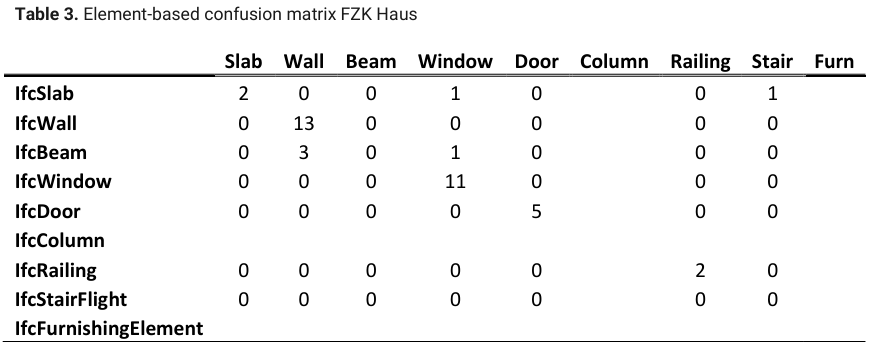 Table 3. Element-based confusion matrix FZK Haus
Slab Wall Beam Window Door Column Railing Stair Furn
IfcSlab 2 0 0 1 0 0 1
IfcWall 0 13 0 0 0 0 0
IfcBeam 0 3 0 1 0 0 0
IfcWindow 0 0 0 11 0 0 0
IfcDoor 0 0 0 0 5 0 0
IfcColumn
IfcRailing 0 0 0 0 0 2 0
IfcStairFlight 0 0 0 0 0 0 0
IfcFurnishingElement